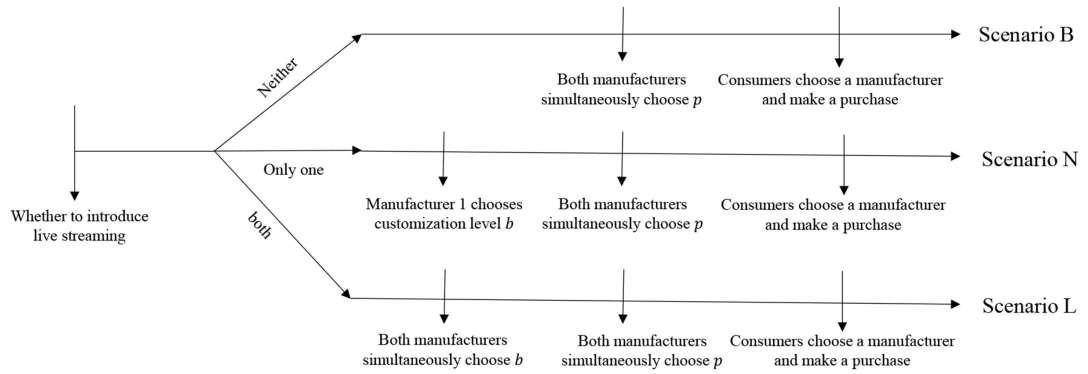 Neither
Scenario B
Both manufacturers
simultaneously choose p
Consumers choose a manufacturer
and make a purchase
Only one
Scenario N
Whether to introduce
live streaming
Manufacturer 1 chooses
customization level b
Both manufacturers
simultaneously choose p
Consumers choose a manufacturer
and make a purchase
both
Scenario L
Both manufacturers
simultaneously choose b
Both manufacturers
simultaneously choose p
Consumers choose a manufacturer
and make a purchase